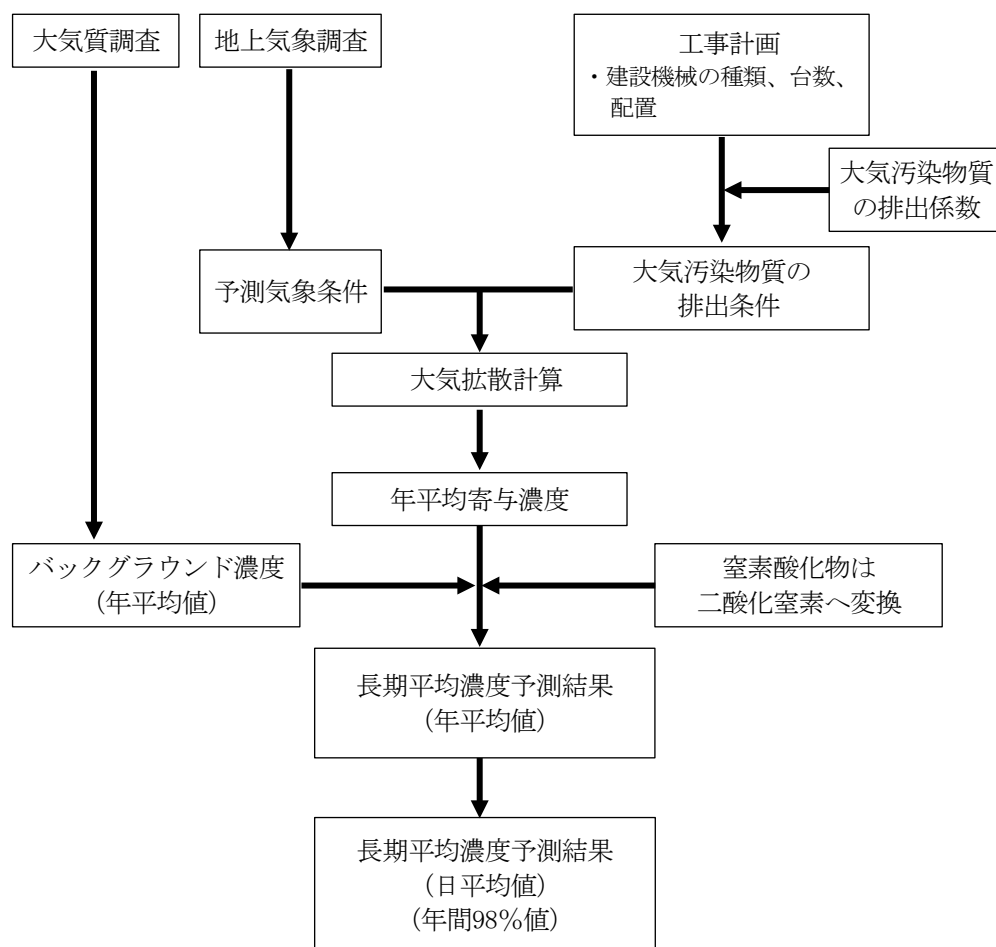 大気質調査
地上気象調査
工事計画
・建設機械の種類、台数、
配置
大気汚染物質
の排出係数
予測気象条件
大気汚染物質の
排出条件
大気拡散計算
年平均寄与濃度
バックグラウンド濃度
(年平均値)
窒素酸化物は
二酸化窒素へ変換
長期平均濃度予測結果
(年平均値)
長期平均濃度予測結果
(日平均値)
(年間98%値)